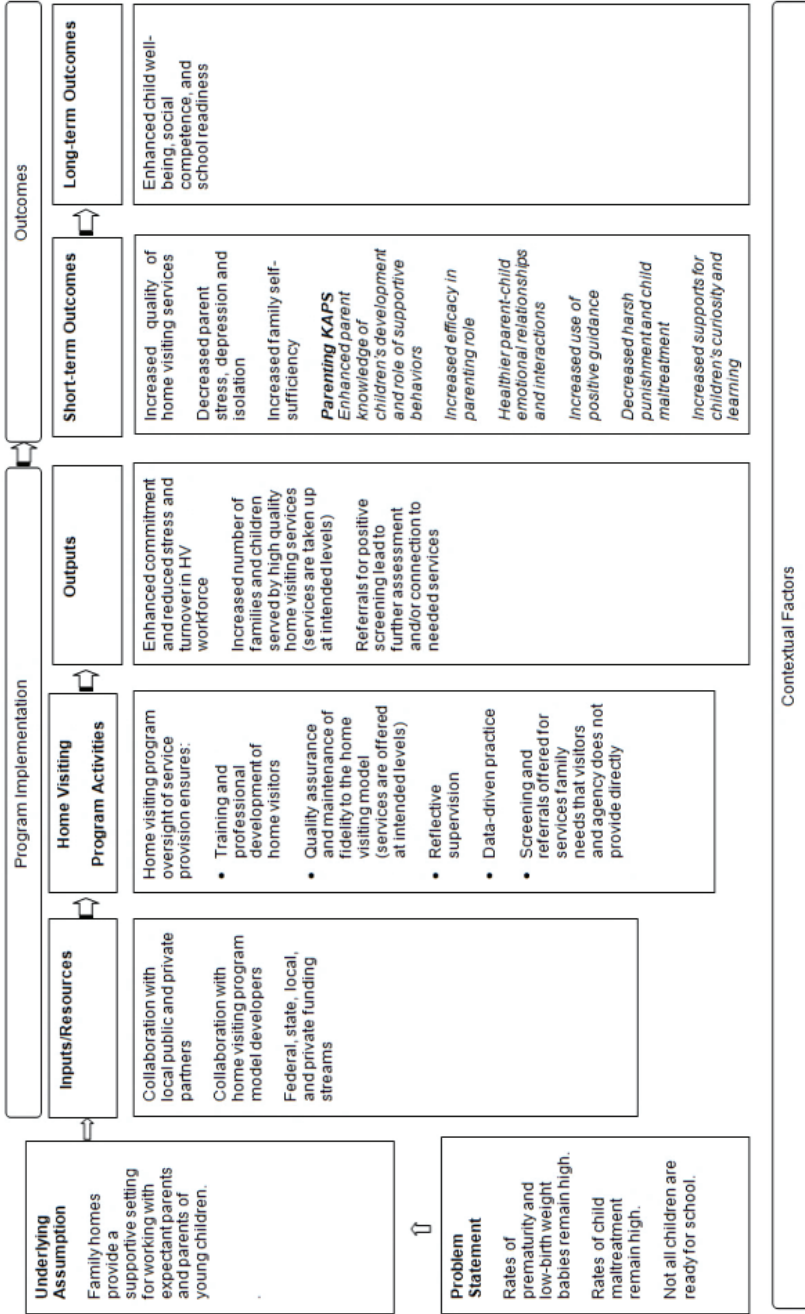 Underlying
Assumption
Family homes
provide a
supportive setting
for working with
expectant parents
and parents of
young children.
.
Problem
Statement
Rates of
prematurity and
low-birth weight
babies remain high.
Rates of child
maltreatment
remain high.
Not all children are
ready for school.
Program Implementation
Inputs/Resources
Collaboration with
local public and private
partners
Collaboration with
home visiting program
model developers
Federal, state, local,
and private funding
streams
Home Visiting
Program Activities
Home visiting program
oversight of service
provision ensures:
• Training and
professional
development of
home visitors
• Quality assurance
and maintenance of
fidelity to the home
visiting model
(services are offered
at intended levels)
• Reflective
supervision
• Data-driven practice
• Screening and
referrals offered for
services family
needs that visitors
and agency does not
provide directly
Outputs
Enhanced commitment
and reduced stress and
turnover in HV
workforce
Increased number of
families and children
served by high quality
home visiting services
(services are taken up
at intended levels)
Referrals for positive
screening lead to
further assessment
and/or connection to
needed services
Outcomes
Short-term Outcomes
Increased quality of
home visiting services
Decreased parent
stress, depression and
isolation
Increased family self-
sufficiency
Parenting KAPS
Enhanced parent
knowledge of
children's development
and role of supportive
behaviors
Increased efficacy in
parenting role
Healthier parent-child
emotional relationships
and interactions
Increased use of
positive guidance
Decreased harsh
punishment and child
maltreatment
Increased supports for
children's curiosity and
learning
Long-term Outcomes
Enhanced child well-
being, social
competence, and
school readiness
Contextual Factors